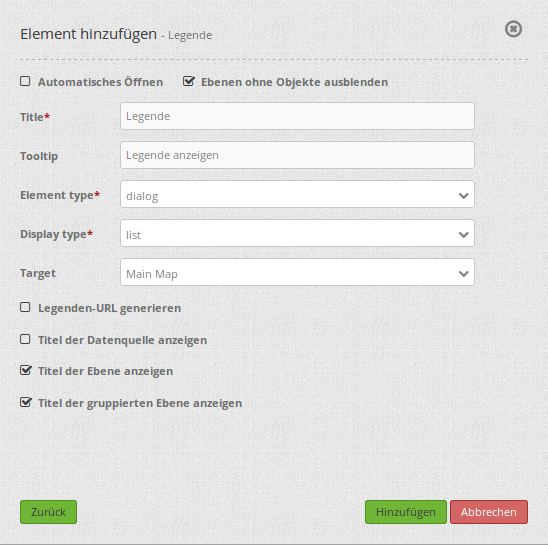 Element hinzufügen - Legende
Automatisches Öffnen Ebenen ohne Objekte ausblenden
Title* Legende
Tooltip Legende anzeigen
Element type* dialog
Display type* list
Target Main Map
Legenden-URL generieren
Titel der Datenquelle anzeigen
Titel der Ebene anzeigen
Titel der gruppierten Ebene anzeigen
Zurück Hinzufügen Abbrechen